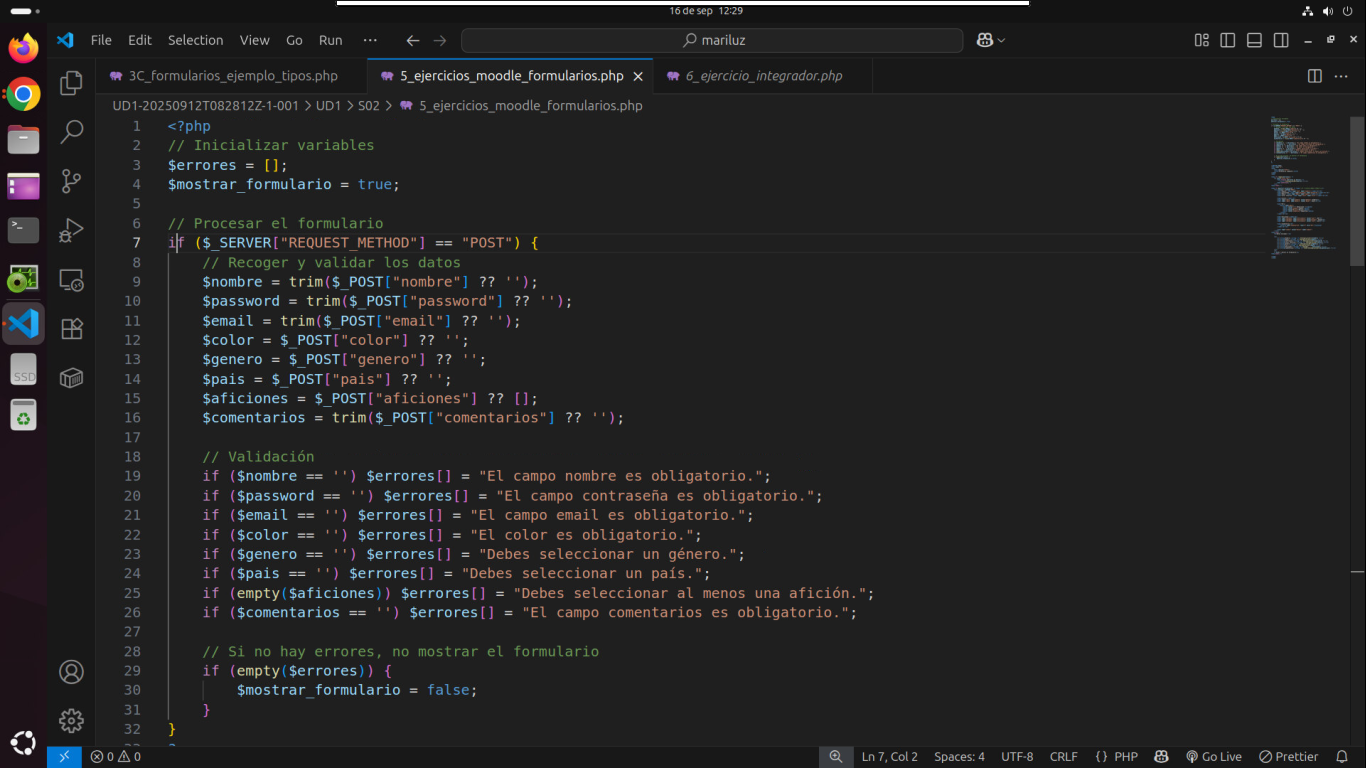 16 de sep 12:29
File Edit Selection View Go Run ··· mariluz
3C_formularios_ejemplo_tipos.php 5_ejercicios_moodle_formularios.php 6_ejercicio_integrador.php
UD1-20250912T082812Z-1-001 > UD1 > S02 > 5_ejercicios_moodle_formularios.php
1 <?php
2 // Inicializar variables
3 $errores = [];
4 $mostrar_formulario = true;
5
6 // Procesar el formulario
7 if ($_SERVER["REQUEST_METHOD"] == "POST") {
8 // Recoger y validar los datos
9 $nombre = trim($_POST["nombre"] ?? '');
10 $password = trim($_POST["password"] ?? '');
11 $email = trim($_POST["email"] ?? '');
12 $color = $_POST["color"] ?? '';
13 $genero = $_POST["genero"] ?? '';
14 $pais = $_POST["pais"] ?? '';
15 $aficiones = $_POST["aficiones"] ?? [];
16 $comentarios = trim($_POST["comentarios"] ?? '');
17
18 // Validación
19 if ($nombre == '') $errores[] = "El campo nombre es obligatorio.";
20 if ($password == '') $errores[] = "El campo contraseña es obligatorio.";
21 if ($email == '') $errores[] = "El campo email es obligatorio.";
22 if ($color == '') $errores[] = "El color es obligatorio.";
23 if ($genero == '') $errores[] = "Debes seleccionar un género.";
24 if ($pais == '') $errores[] = "Debes seleccionar un país.";
25 if (empty($aficiones)) $errores[] = "Debes seleccionar al menos una afición.";
26 if ($comentarios == '') $errores[] = "El campo comentarios es obligatorio.";
27
28 // Si no hay errores, no mostrar el formulario
29 if (empty($errores)) {
30 $mostrar_formulario = false;
31 }
32 }
SSD
0 0 Ln 7, Col 2 Spaces: 4 UTF-8 CRLF {} PHP Go Live Prettier